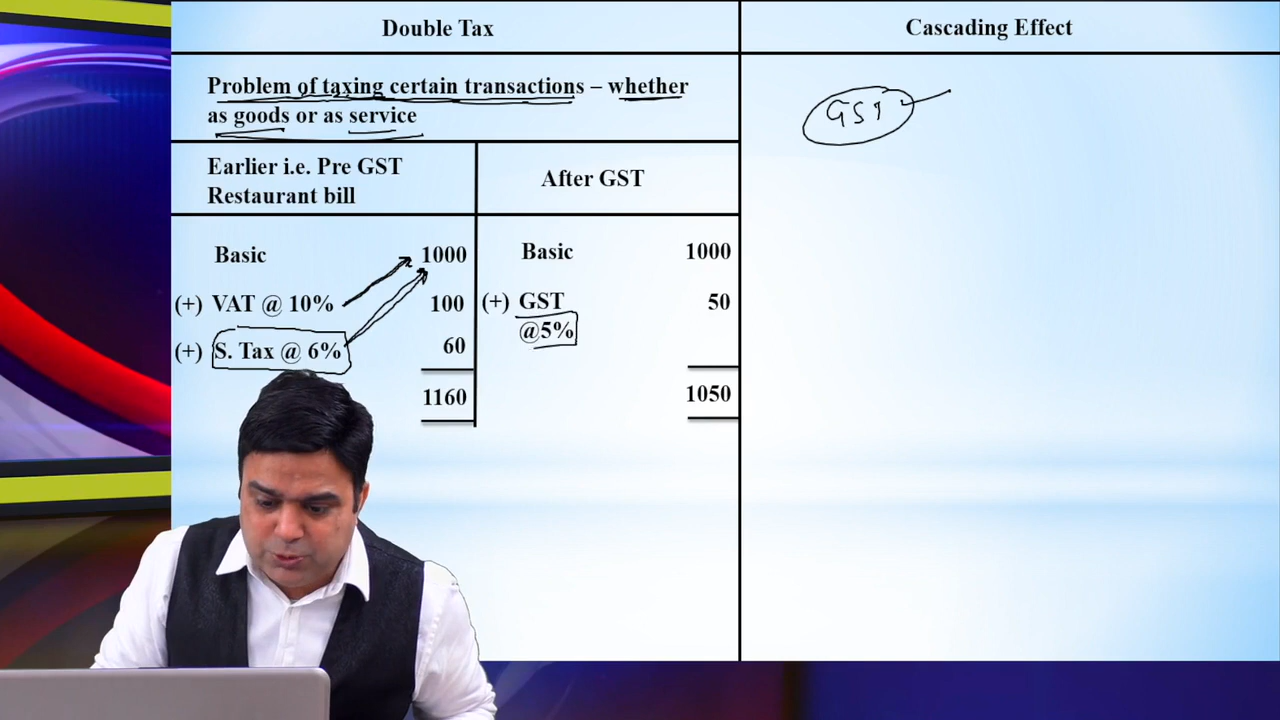 Double Tax
Cascading Effect
Problem of taxing certain transactions – whether
as goods or as service
GST
Earlier i.e. Pre GST
Restaurant bill
After GST
Basic 1000
(+) VAT @ 10% 100
(+) S. Tax @ 6% 60
1160
Basic 1000
(+) GST 50
@5%
1050